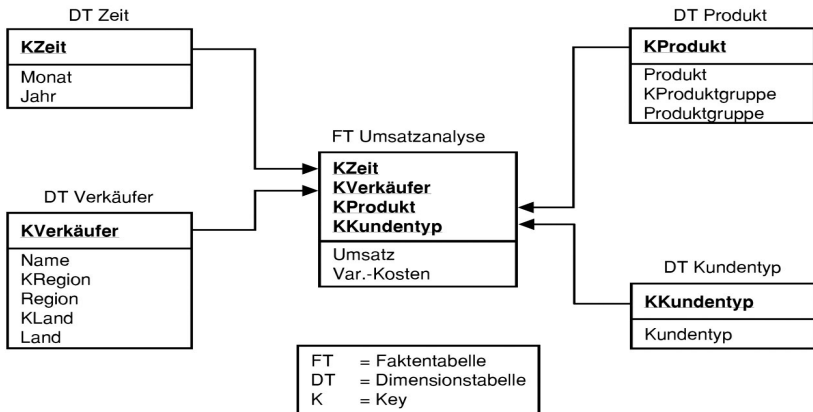 DT Zeit
KZeit
Monat
Jahr
DT Produkt
KProdukt
Produkt
KProduktgruppe
Produktgruppe
FT Umsatzanalyse
KZeit
KVerkäufer
KProdukt
KKundentyp
Umsatz
Var.-Kosten
DT Verkäufer
KVerkäufer
Name
KRegion
Region
KLand
Land
DT Kundentyp
KKundentyp
Kundentyp
FT = Faktentabelle
DT = Dimensionstabelle
K = Key